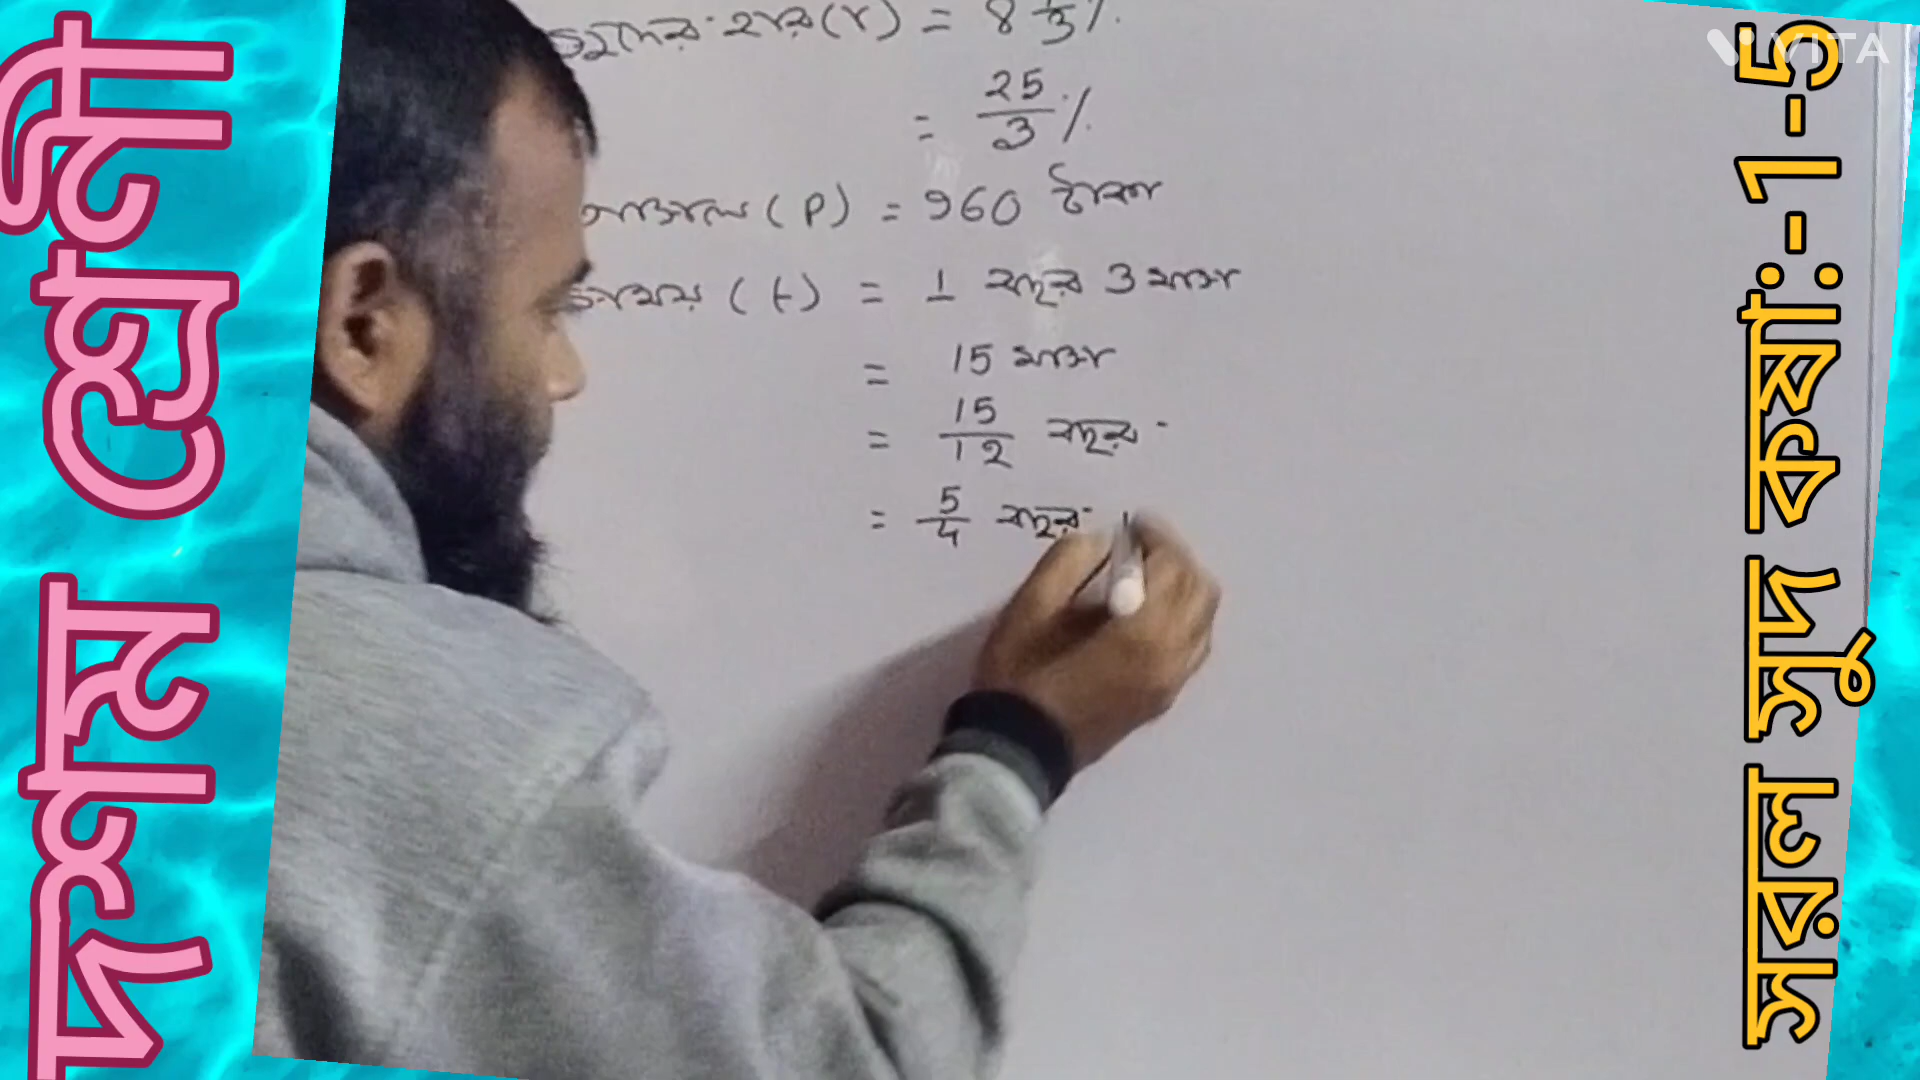 দশম শ্রেণী
সুদের হার (r) = 8 1/3 %.
= 25/3 %.
আসল (P) = 960 টাকা
সময় (t) = 1 বছর 3 মাস
= 15 মাস
= 15/12 বছর
= 5/4 বছর
সরল সুদ কষা:-1-5
VITA